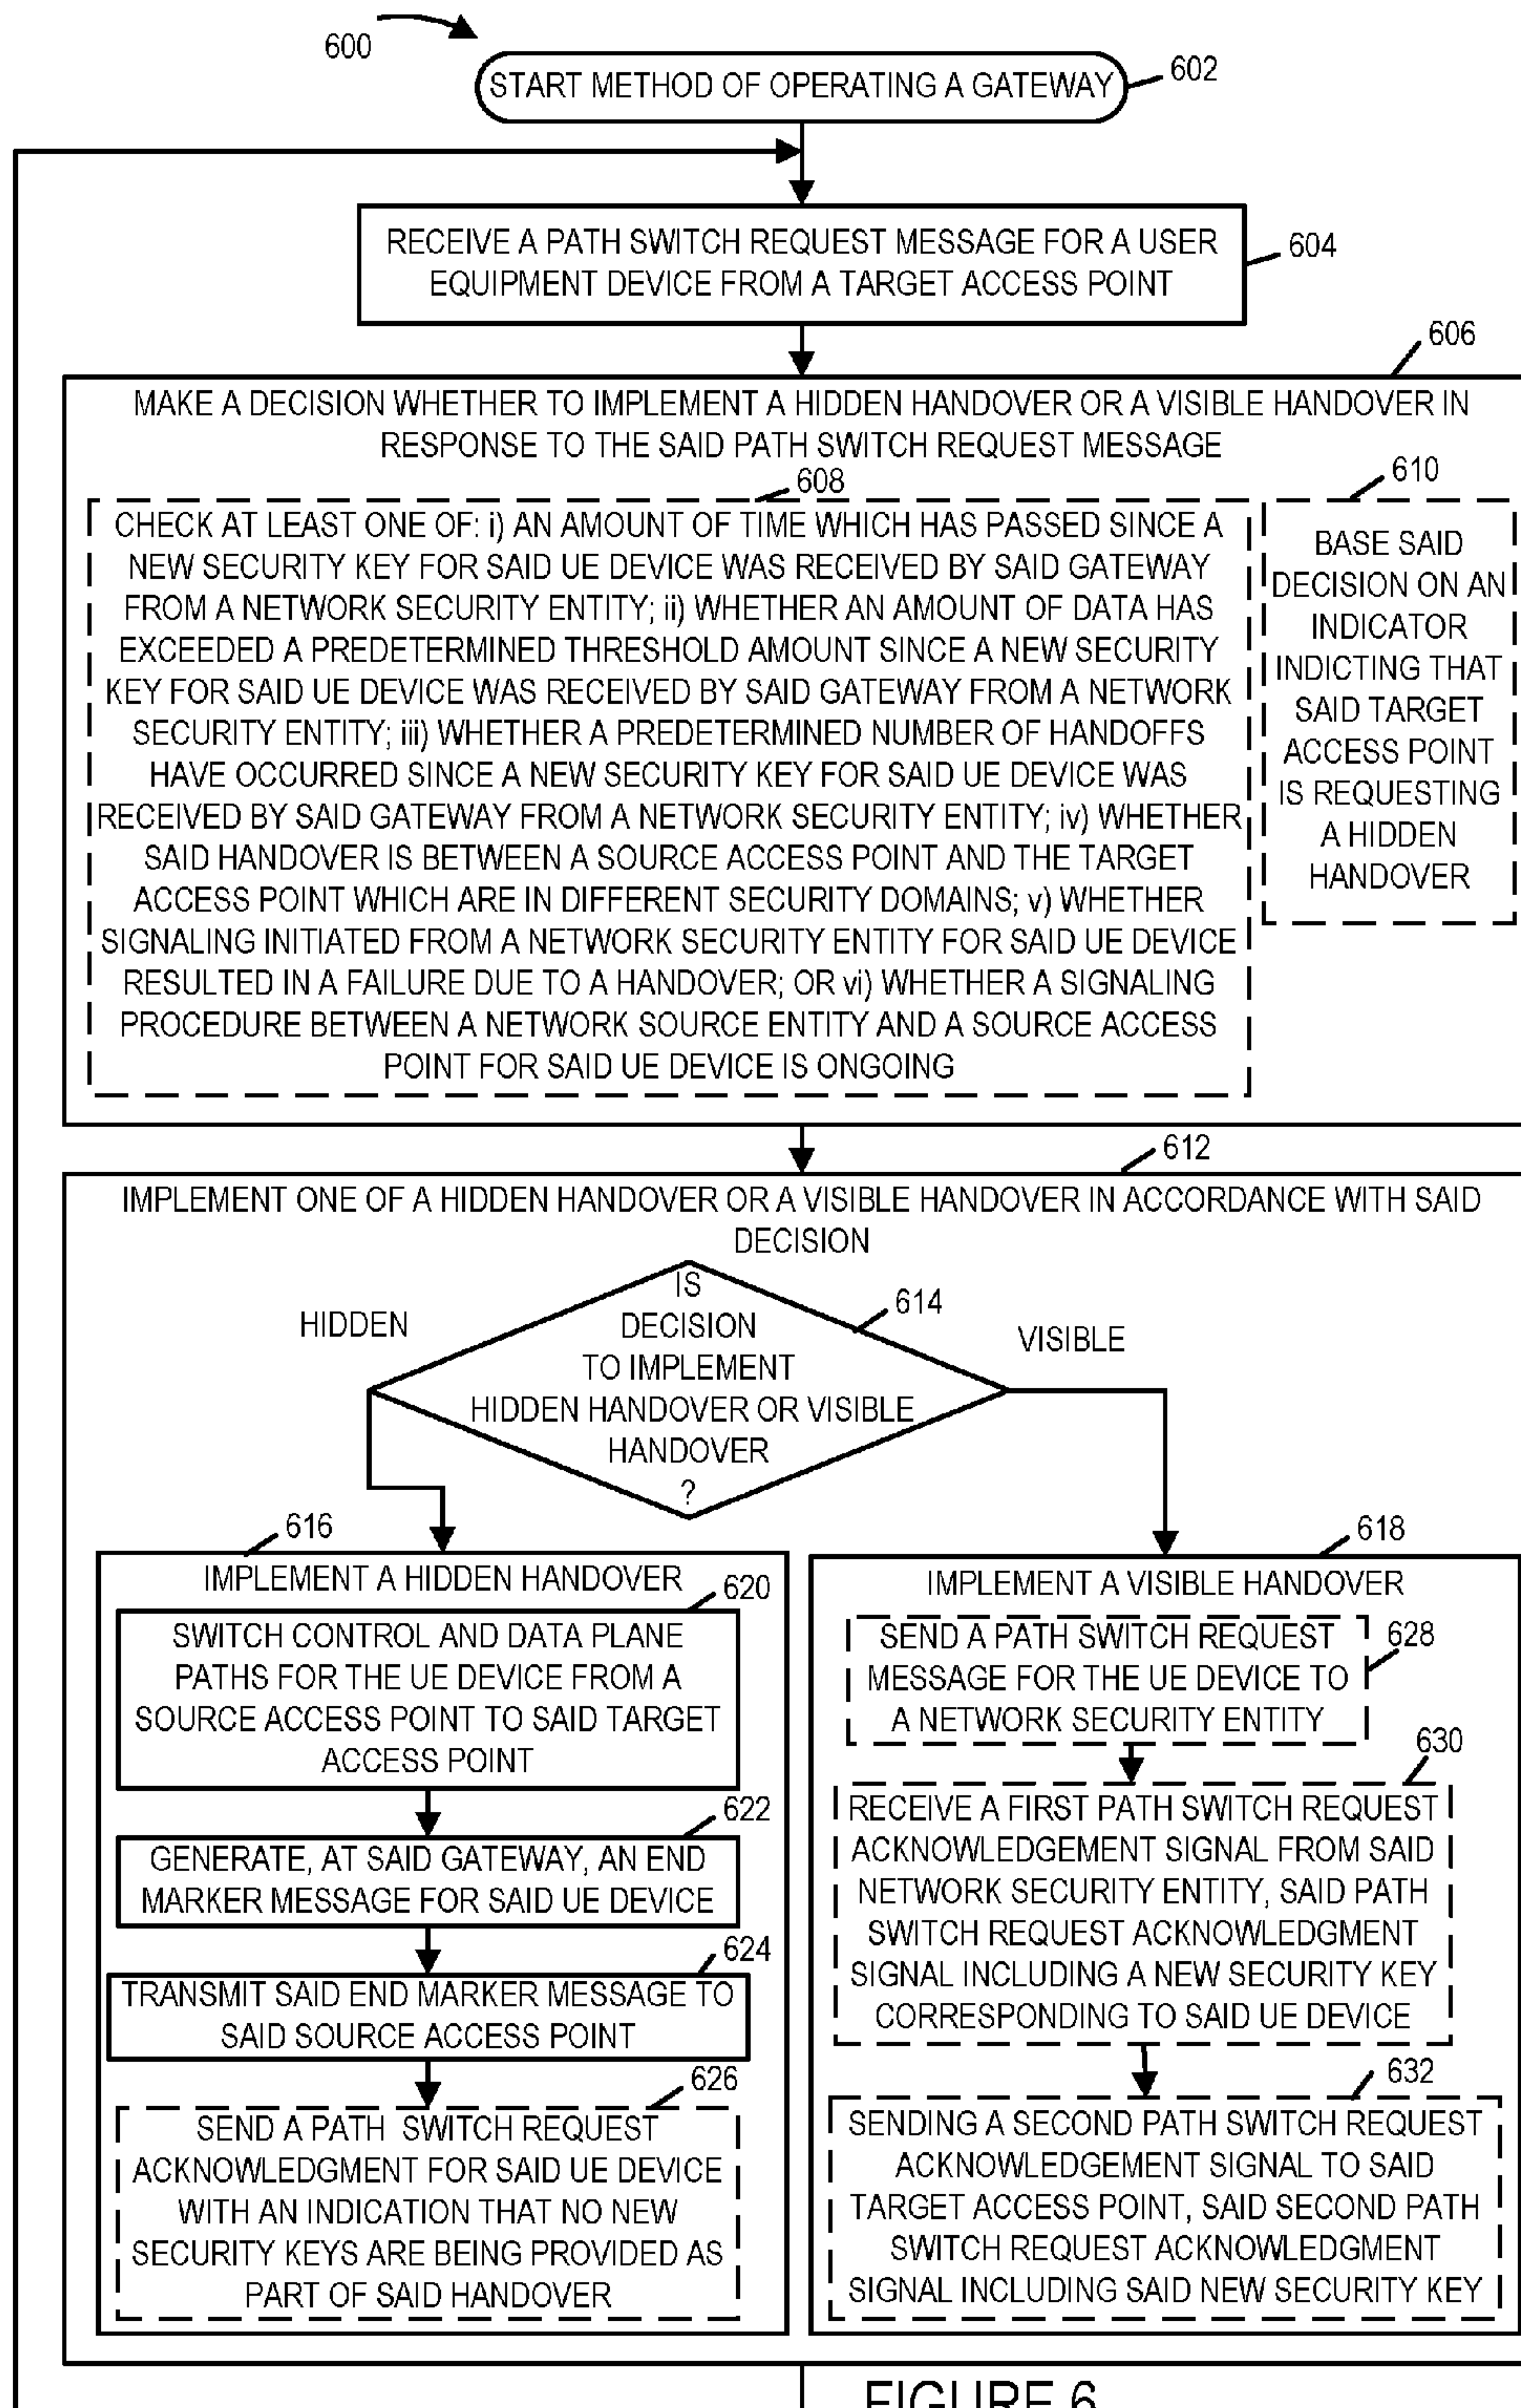 600
START METHOD OF OPERATING A GATEWAY
602
RECEIVE A PATH SWITCH REQUEST MESSAGE FOR A USER
EQUIPMENT DEVICE FROM A TARGET ACCESS POINT
604
606
MAKE A DECISION WHETHER TO IMPLEMENT A HIDDEN HANDOVER OR A VISIBLE HANDOVER IN
RESPONSE TO THE SAID PATH SWITCH REQUEST MESSAGE
608
CHECK AT LEAST ONE OF: i) AN AMOUNT OF TIME WHICH HAS PASSED SINCE A
NEW SECURITY KEY FOR SAID UE DEVICE WAS RECEIVED BY SAID GATEWAY
FROM A NETWORK SECURITY ENTITY; ii) WHETHER AN AMOUNT OF DATA HAS
EXCEEDED A PREDETERMINED THRESHOLD AMOUNT SINCE A NEW SECURITY
KEY FOR SAID UE DEVICE WAS RECEIVED BY SAID GATEWAY FROM A NETWORK
SECURITY ENTITY; iii) WHETHER A PREDETERMINED NUMBER OF HANDOFFS
HAVE OCCURRED SINCE A NEW SECURITY KEY FOR SAID UE DEVICE WAS
RECEIVED BY SAID GATEWAY FROM A NETWORK SECURITY ENTITY; iv) WHETHER
SAID HANDOVER IS BETWEEN A SOURCE ACCESS POINT AND THE TARGET
ACCESS POINT WHICH ARE IN DIFFERENT SECURITY DOMAINS; v) WHETHER
SIGNALING INITIATED FROM A NETWORK SECURITY ENTITY FOR SAID UE DEVICE
RESULTED IN A FAILURE DUE TO A HANDOVER; OR vi) WHETHER A SIGNALING
PROCEDURE BETWEEN A NETWORK SOURCE ENTITY AND A SOURCE ACCESS
POINT FOR SAID UE DEVICE IS ONGOING
610
BASE SAID
DECISION ON AN
INDICATOR
INDICTING THAT
SAID TARGET
ACCESS POINT
IS REQUESTING
A HIDDEN
HANDOVER
612
IMPLEMENT ONE OF A HIDDEN HANDOVER OR A VISIBLE HANDOVER IN ACCORDANCE WITH SAID
DECISION
HIDDEN
IS
DECISION
TO IMPLEMENT
HIDDEN HANDOVER OR VISIBLE
HANDOVER
?
614
VISIBLE
616
IMPLEMENT A HIDDEN HANDOVER
620
SWITCH CONTROL AND DATA PLANE
PATHS FOR THE UE DEVICE FROM A
SOURCE ACCESS POINT TO SAID TARGET
ACCESS POINT
622
GENERATE, AT SAID GATEWAY, AN END
MARKER MESSAGE FOR SAID UE DEVICE
624
TRANSMIT SAID END MARKER MESSAGE TO
SAID SOURCE ACCESS POINT
626
SEND A PATH SWITCH REQUEST
ACKNOWLEDGMENT FOR SAID UE DEVICE
WITH AN INDICATION THAT NO NEW
SECURITY KEYS ARE BEING PROVIDED AS
PART OF SAID HANDOVER
618
IMPLEMENT A VISIBLE HANDOVER
SEND A PATH SWITCH REQUEST
MESSAGE FOR THE UE DEVICE TO
A NETWORK SECURITY ENTITY
628
630
RECEIVE A FIRST PATH SWITCH REQUEST
ACKNOWLEDGEMENT SIGNAL FROM SAID
NETWORK SECURITY ENTITY, SAID PATH
SWITCH REQUEST ACKNOWLEDGMENT
SIGNAL INCLUDING A NEW SECURITY KEY
CORRESPONDING TO SAID UE DEVICE
632
SENDING A SECOND PATH SWITCH REQUEST
ACKNOWLEDGEMENT SIGNAL TO SAID
TARGET ACCESS POINT, SAID SECOND PATH
SWITCH REQUEST ACKNOWLEDGMENT
SIGNAL INCLUDING SAID NEW SECURITY KEY
FIGURE 6